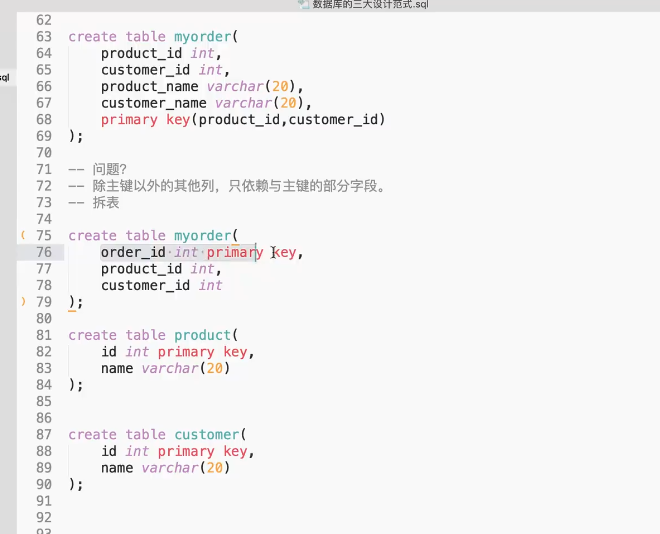 数据库的三大设计范式.sql
sql
62
63 create table myorder(
64     product_id int,
65     customer_id int,
66     product_name varchar(20),
67     customer_name varchar(20),
68     primary key(product_id,customer_id)
69 );
70
71 -- 问题?
72 -- 除主键以外的其他列，只依赖与主键的部分字段。
73 -- 拆表
74
75 create table myorder(
76     order_id int primary key,
77     product_id int,
78     customer_id int
79 );
80
81 create table product(
82     id int primary key,
83     name varchar(20)
84 );
85
86
87 create table customer(
88     id int primary key,
89     name varchar(20)
90 );
91
92
93